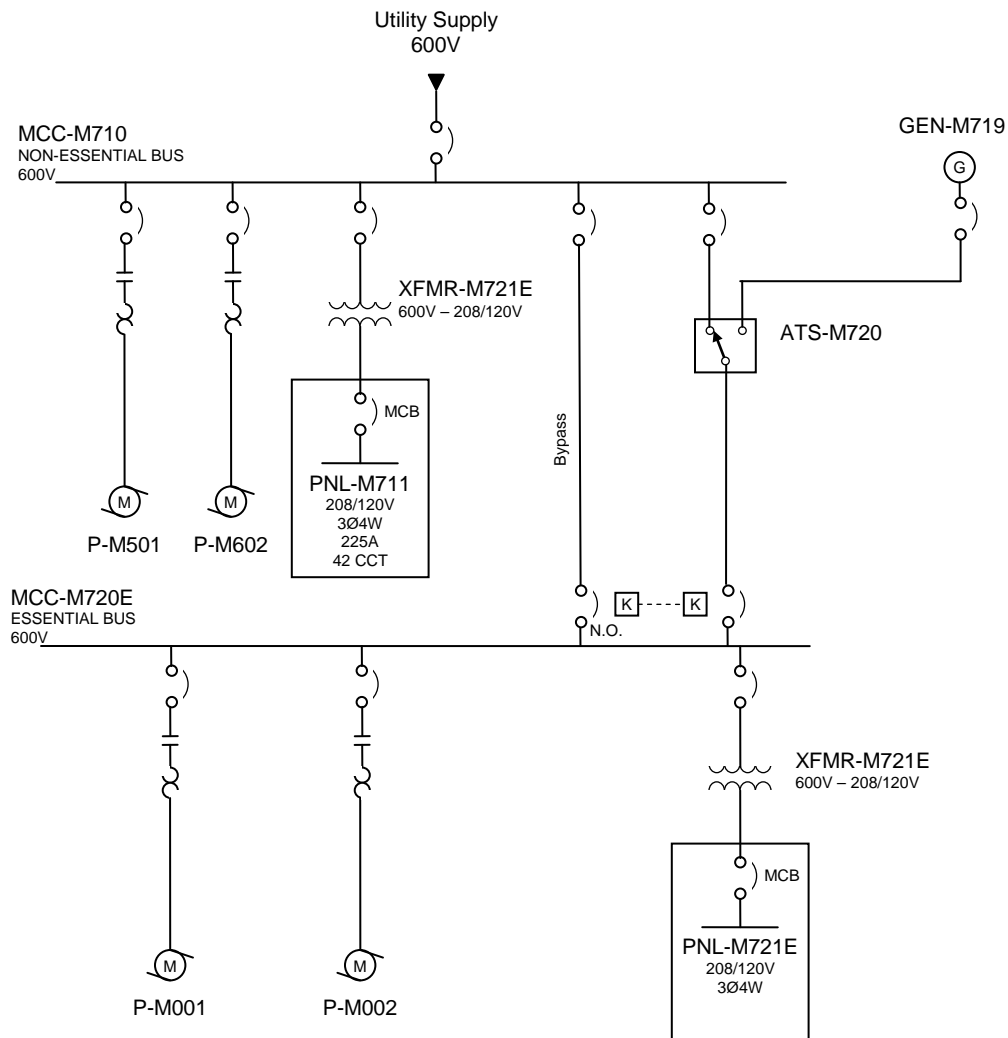 Utility Supply
600V
MCC-M710
NON-ESSENTIAL BUS
600V
GEN-M719
G
XFMR-M721E
600V – 208/120V
ATS-M720
MCB
Bypass
PNL-M711
208/120V
3Ø4W
225A
42 CCT
M
M
P-M501
P-M602
MCC-M720E
ESSENTIAL BUS
600V
K
K
N.O.
XFMR-M721E
600V – 208/120V
MCB
PNL-M721E
208/120V
3Ø4W
M
M
P-M001
P-M002